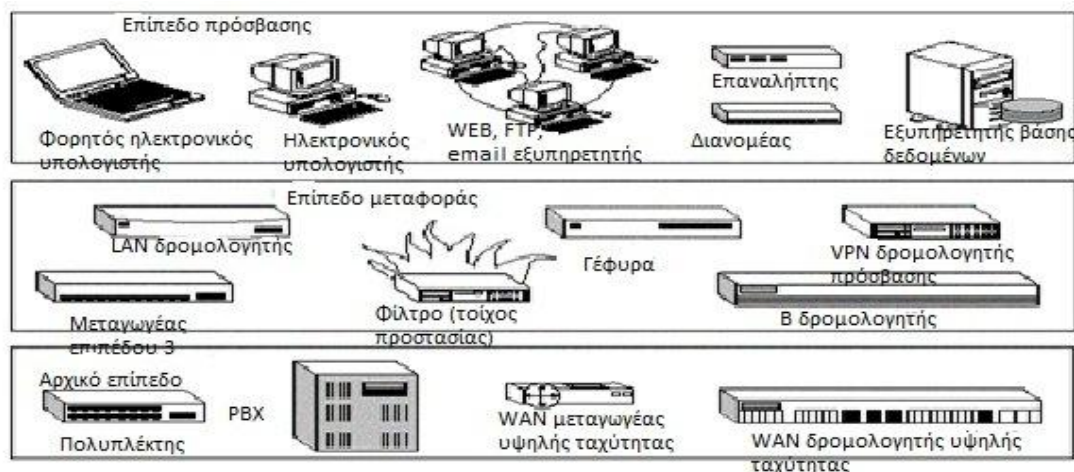 Επίπεδο πρόσβασης
Φορητός ηλεκτρονικός
υπολογιστής
Ηλεκτρονικός
υπολογιστής
WEB, FTP,
email εξυπηρετητής
Επαναλήπτης
Διανομέας
Εξυπηρετητής βάσης
δεδομένων
Επίπεδο μεταφοράς
LAN δρομολογητής
Γέφυρα
VPN δρομολογητής
πρόσβασης
Μεταγωγέας
επιπέδου 3
Φίλτρο (τοίχος
προστασίας)
Β δρομολογητής
Αρχικό επίπεδο
Πολυπλέκτης
PBX
WAN μεταγωγέας
υψηλής ταχύτητας
WAN δρομολογητής υψηλής
ταχύτητας